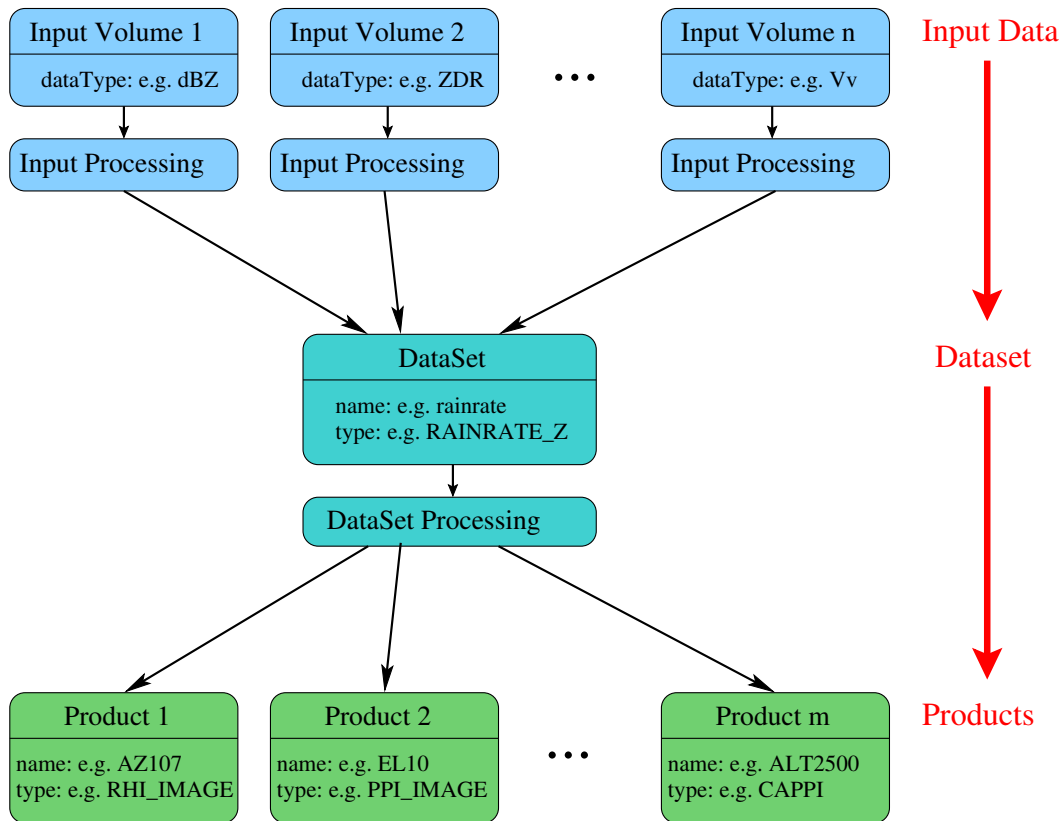 Input Volume 1
Input Volume 2
Input Volume n
Input Data
dataType: e.g. dBZ
dataType: e.g. ZDR
...
dataType: e.g. Vv
Input Processing
Input Processing
Input Processing
DataSet
Dataset
name: e.g. rainrate
type: e.g. RAINRATE_Z
DataSet Processing
Product 1
Product 2
Product m
Products
name: e.g. AZ107
type: e.g. RHI_IMAGE
name: e.g. EL10
type: e.g. PPI_IMAGE
...
name: e.g. ALT2500
type: e.g. CAPPI